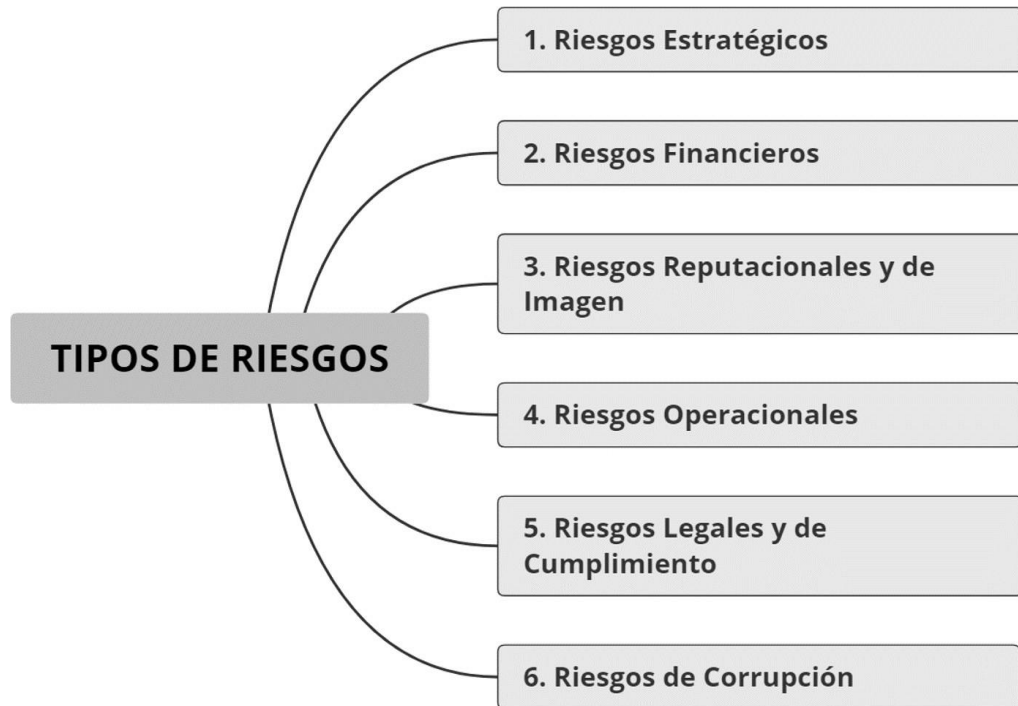 1. Riesgos Estratégicos
2. Riesgos Financieros
3. Riesgos Reputacionales y de
Imagen
TIPOS DE RIESGOS
4. Riesgos Operacionales
5. Riesgos Legales y de
Cumplimiento
6. Riesgos de Corrupción